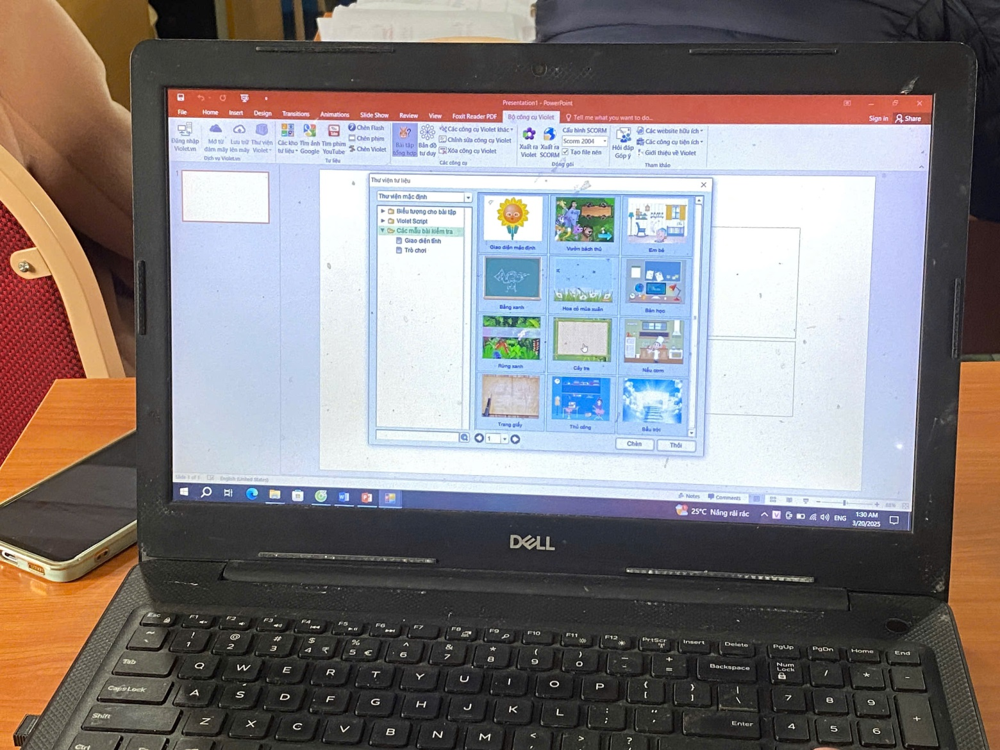 Presentation1 - PowerPoint
File Home Insert Design Transitions Animations Slide Show Review View Foxit Reader PDF Bộ công cụ Violet Tell me what you want to do... Sign in Share
Đăng nhập Violet.vn
Mở từ đám mây
Lưu trữ lên mây
Thư viện Violet
Dịch vụ Violet.vn
Các kho tư liệu
Tìm ảnh Google
Tìm phim YouTube
Chèn Flash
Chèn phim
Chèn Violet
Tư liệu
Bài tập tổng hợp
Bản đồ tư duy
Các công cụ Violet khác
Chỉnh sửa công cụ Violet
Xóa công cụ Violet
Các công cụ
Xuất ra Violet
Xuất ra SCORM
Cấu hình SCORM
Scorm 2004
Tạo file nén
Đóng gói
Hỏi đáp Góp ý
Các website hữu ích
Các công cụ tiện ích
Giới thiệu về Violet
Tham khảo
1
Thư viện tư liệu
Thư viện mặc định
Biểu tượng cho bài tập
Violet Script
Các mẫu bài kiểm tra
Giao diện tĩnh
Trò chơi
Giao diện mặc định Vườn bách thú Em bé
Bảng xanh Hoa cỏ mùa xuân Bàn học
Rừng xanh Cây tre Nấu cơm
Trang giấy Thủ công Bầu trời
1
Chèn Thôi
Slide 1 of 1 English (United States)
Notes Comments 88%
25°C Nắng rải rác ENG 1:30 AM
3/20/2025
DELL
Esc F1 F2 F3 F4 F5 F6 F7 F8 F9 F10 F11 F12 PrtScr Insert Delete PgUp PgDn Home End
~ ` ! 1 @ 2 # 3 $ 4 ₹ % 5 € ^ 6 & 7 * 8 ( 9 ) 0 _ - + = Backspace Num Lock / * -
Tab Q W E R T Y U I O P { [ } ] | \ 7 8 9 +
Caps Lock A S D F G H J K L : ; " ' Enter 4 5 6
Shift Z X C V B N M < , > . ?
Ctrl